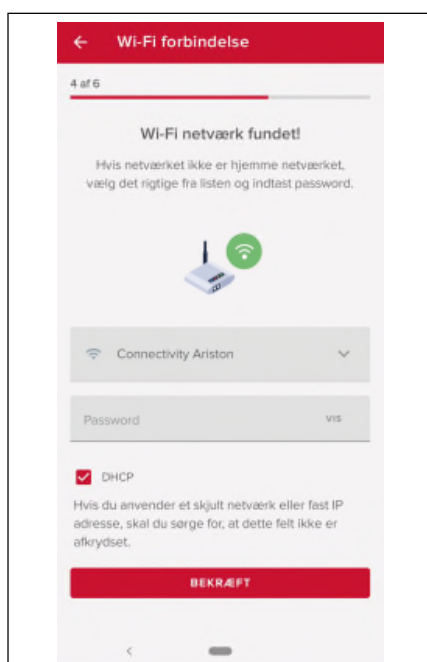 Wi-Fi forbindelse
4 af 6
Wi-Fi netværk fundet!
Hvis netværket ikke er hjemme netværket,
vælg det rigtige fra listen og indtast password.
Connectivity Ariston
Password VIS
DHCP
Hvis du anvender et skjult netværk eller fast IP
adresse, skal du sørge for, at dette felt ikke er
afkrydset.
BEKRÆFT